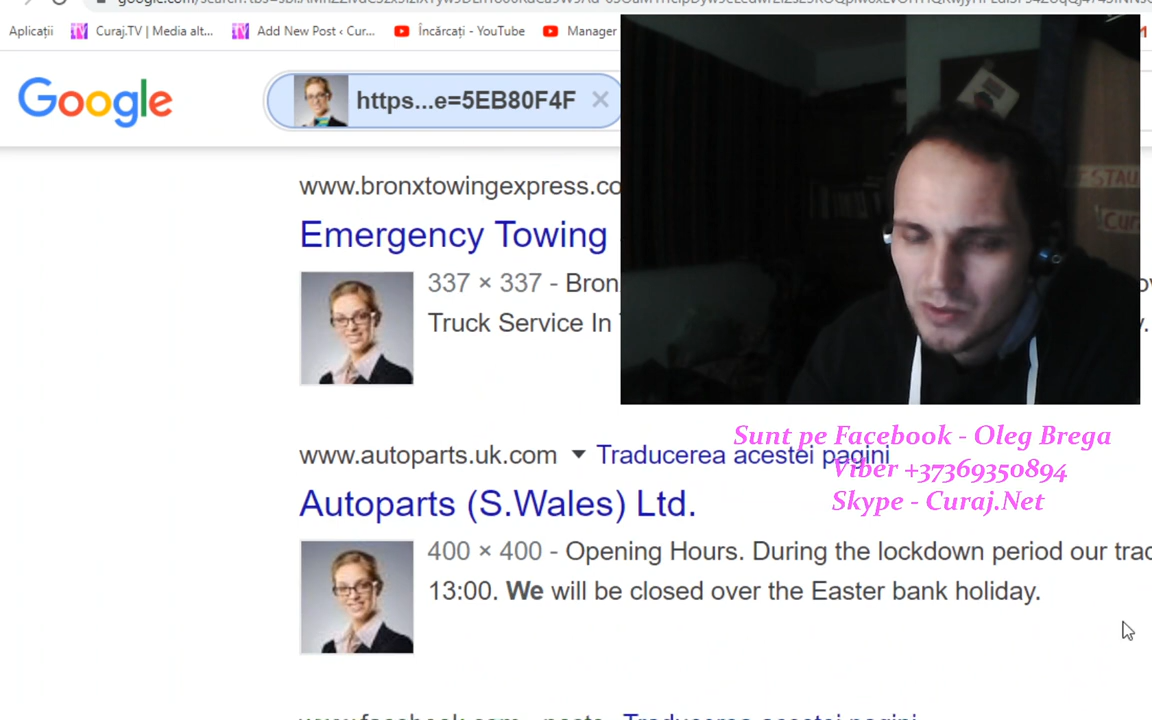 Aplicații Curaj.TV | Media alt... Add New Post ‹ Cur... Încărcați - YouTube Manager
Google
https...e=5EB80F4F ×
www.bronxtowingexpress.co
Emergency Towing
337 × 337 - Bron
Truck Service In
Sunt pe Facebook - Oleg Brega
Viber +37369350894
Skype - Curaj.Net
www.autoparts.uk.com ▼ Traducerea acestei pagini
Autoparts (S.Wales) Ltd.
400 × 400 - Opening Hours. During the lockdown period our trac
13:00. We will be closed over the Easter bank holiday.